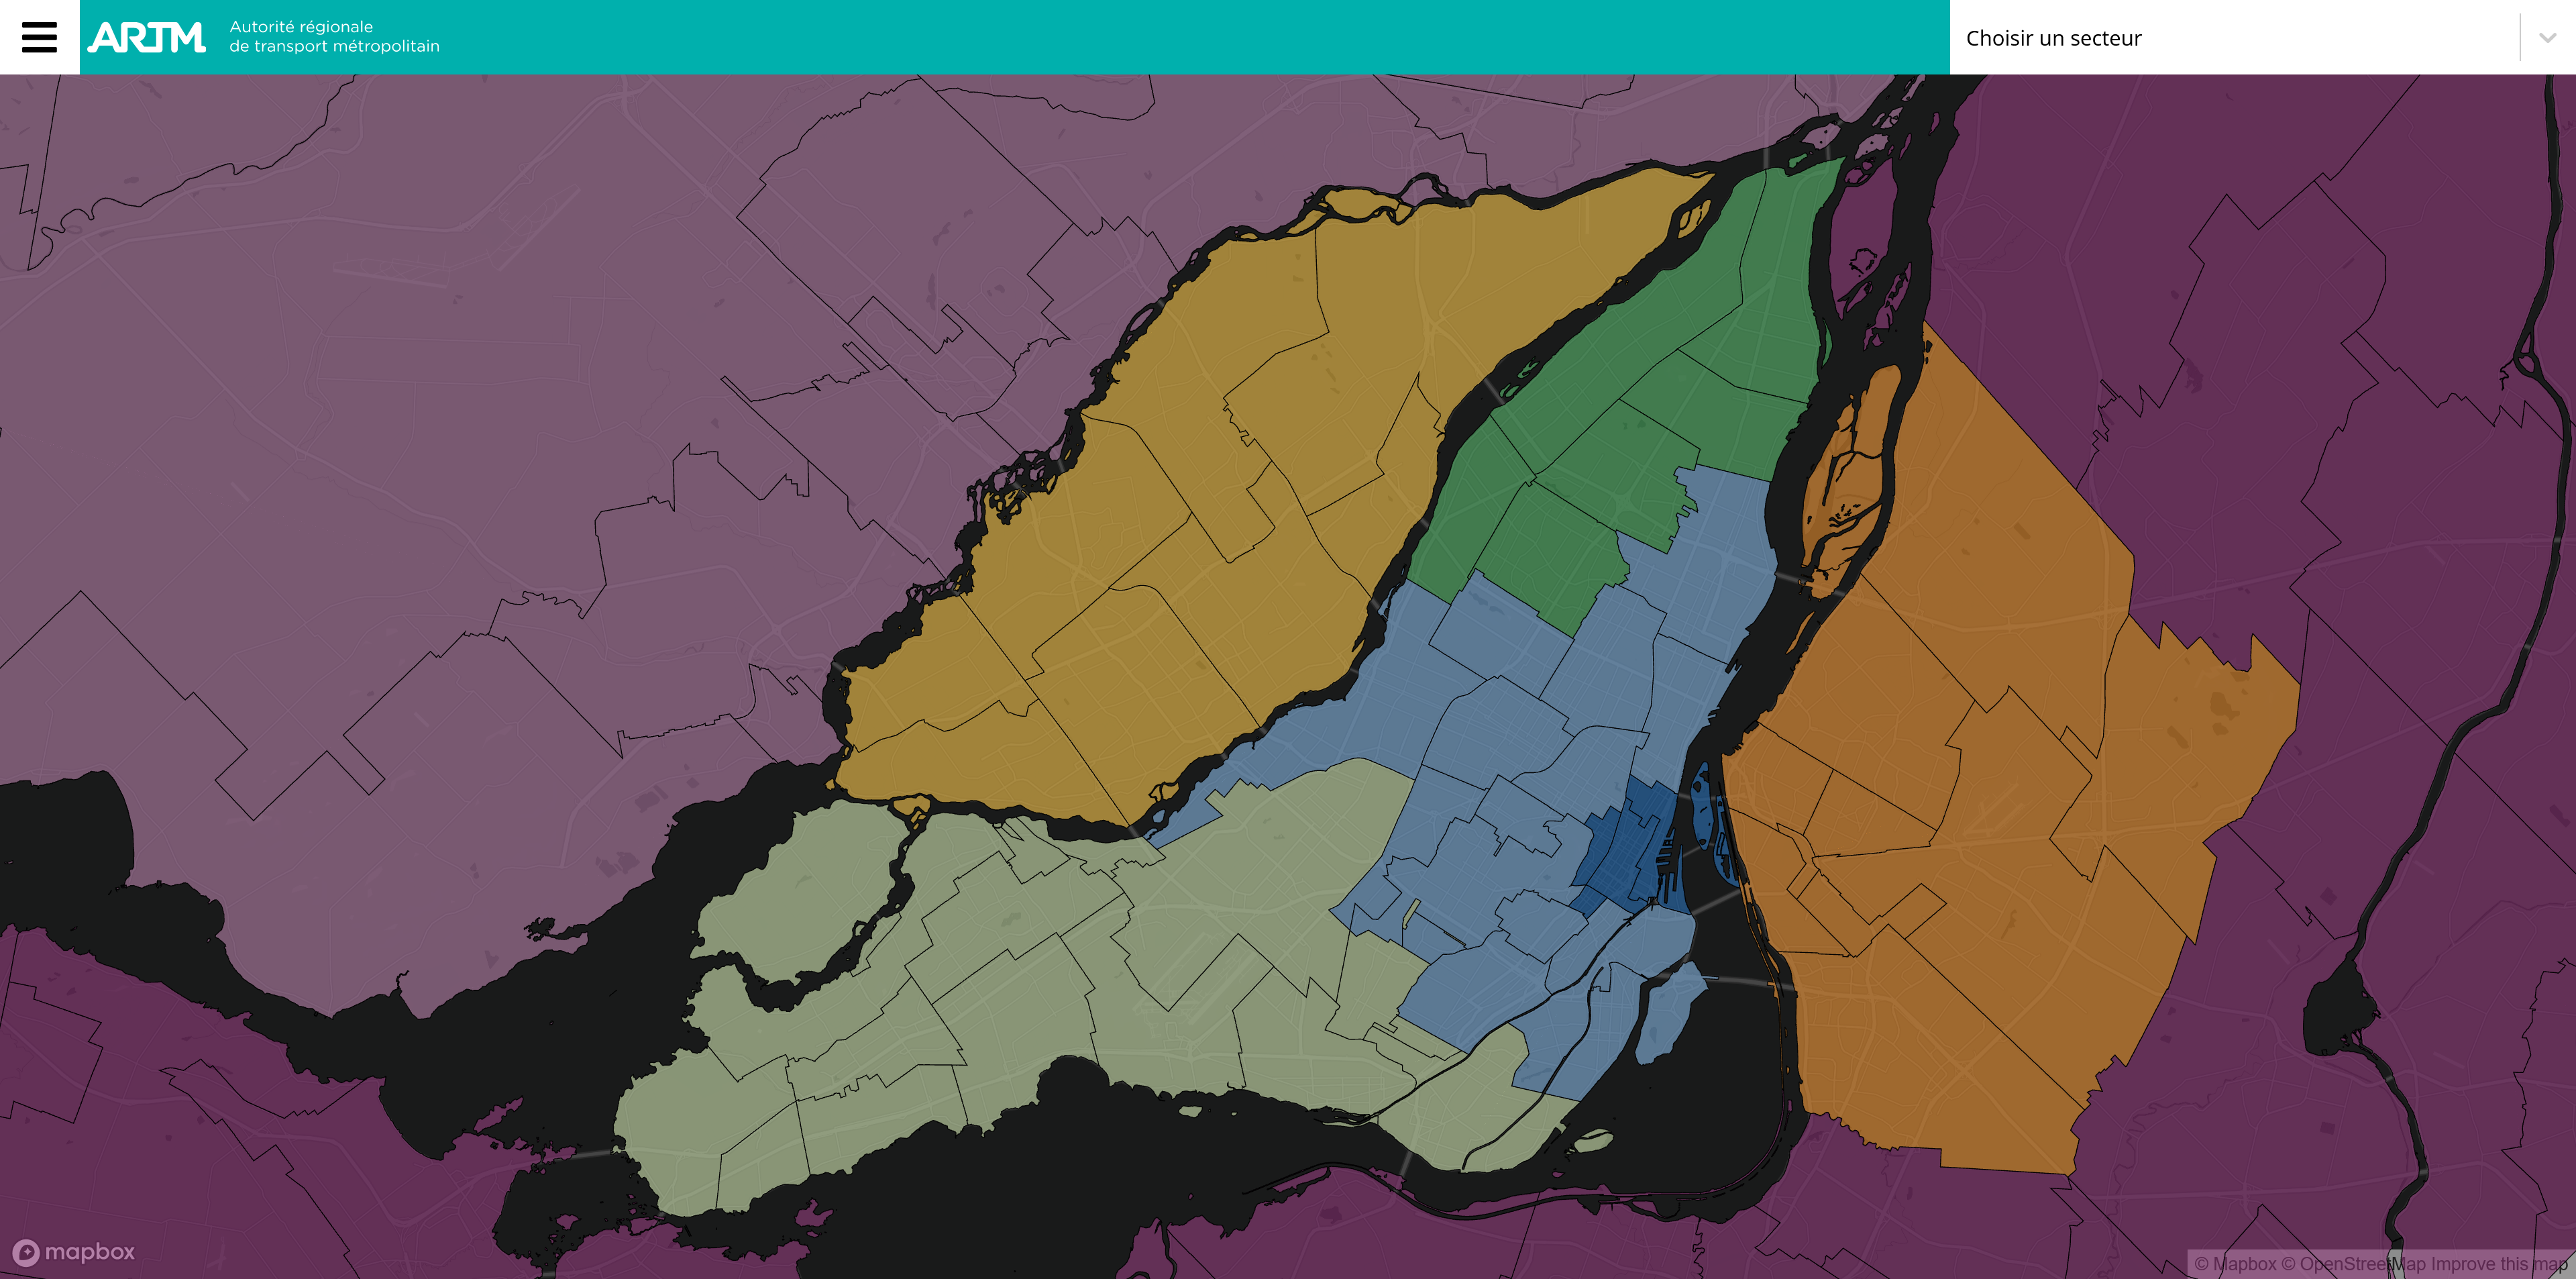 ARTM
Autorité régionale
de transport métropolitain
Choisir un secteur
mapbox
© Mapbox © OpenStreetMap Improve this map